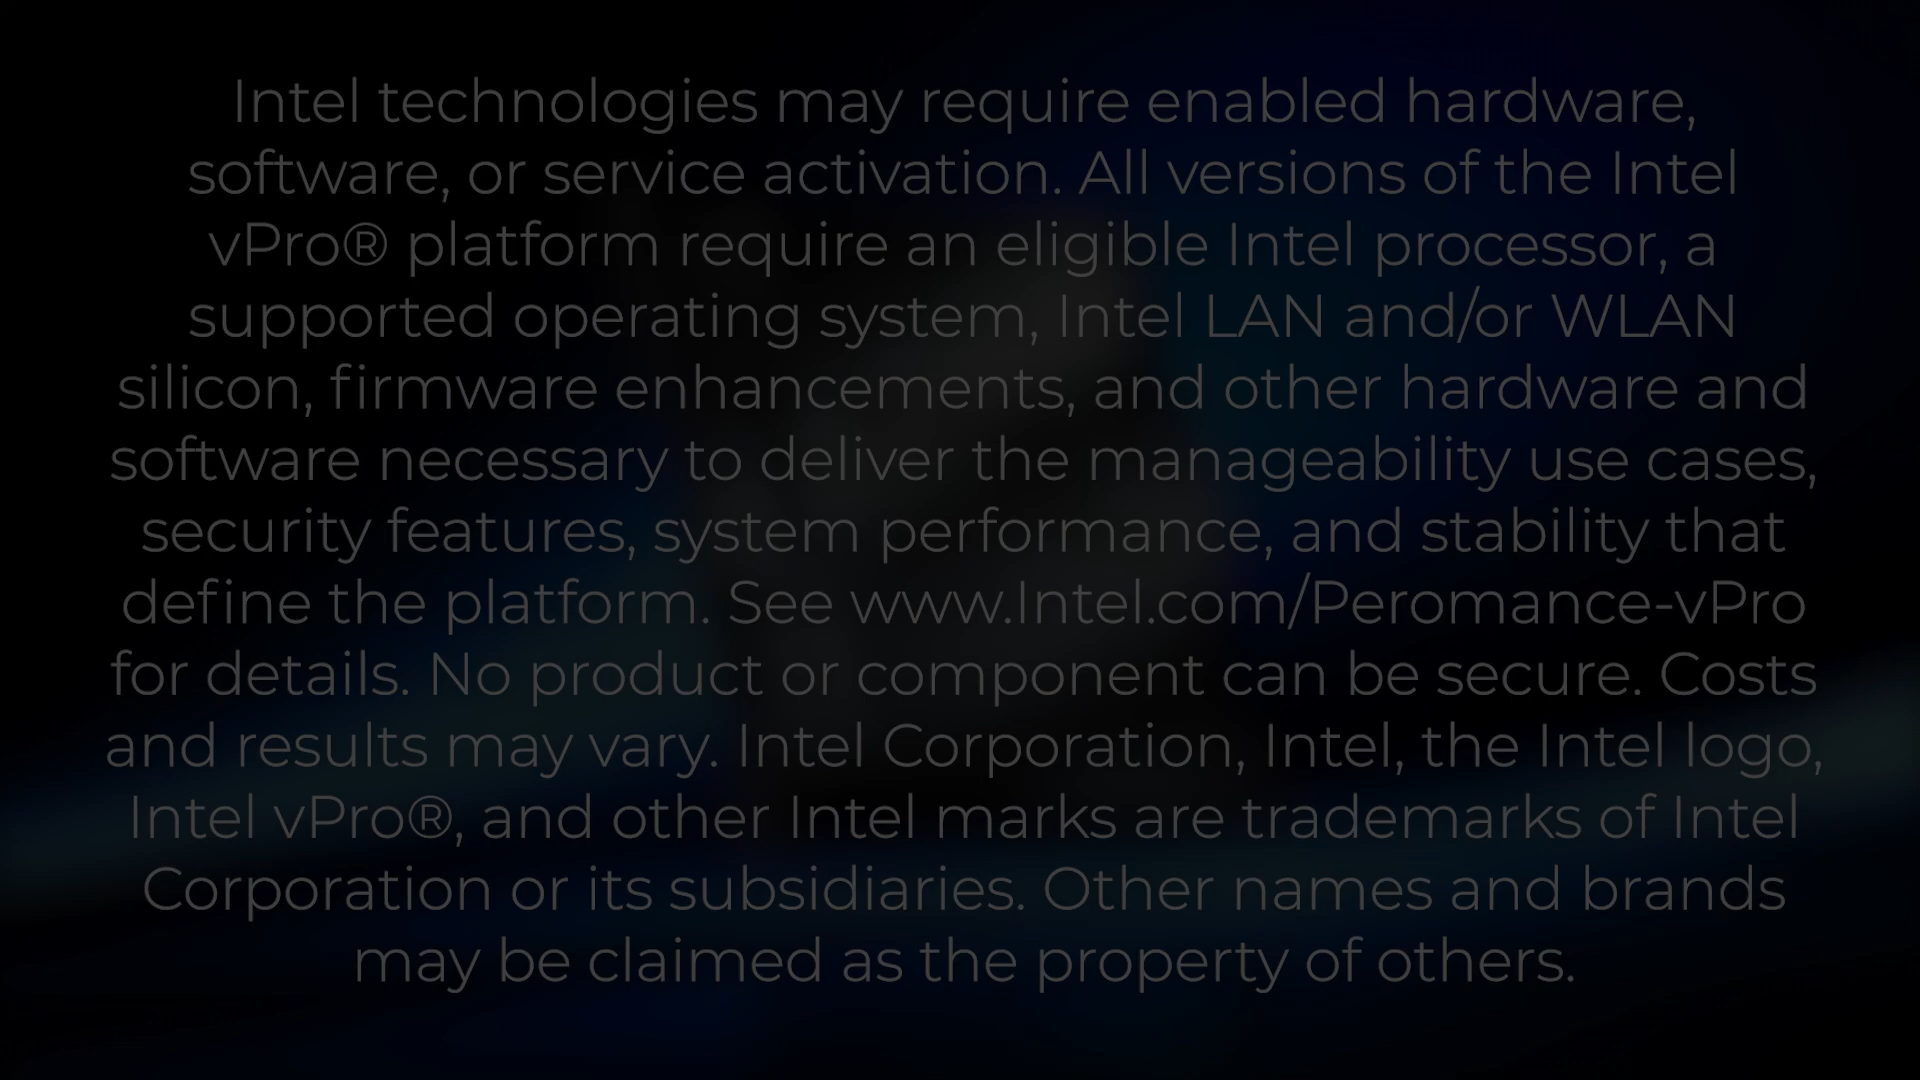 Intel technologies may require enabled hardware,
software, or service activation. All versions of the Intel
vPro® platform require an eligible Intel processor, a
supported operating system, Intel LAN and/or WLAN
silicon, firmware enhancements, and other hardware and
software necessary to deliver the manageability use cases,
security features, system performance, and stability that
define the platform. See www.Intel.com/Peromance-vPro
for details. No product or component can be secure. Costs
and results may vary. Intel Corporation, Intel, the Intel logo,
Intel vPro®, and other Intel marks are trademarks of Intel
Corporation or its subsidiaries. Other names and brands
may be claimed as the property of others.